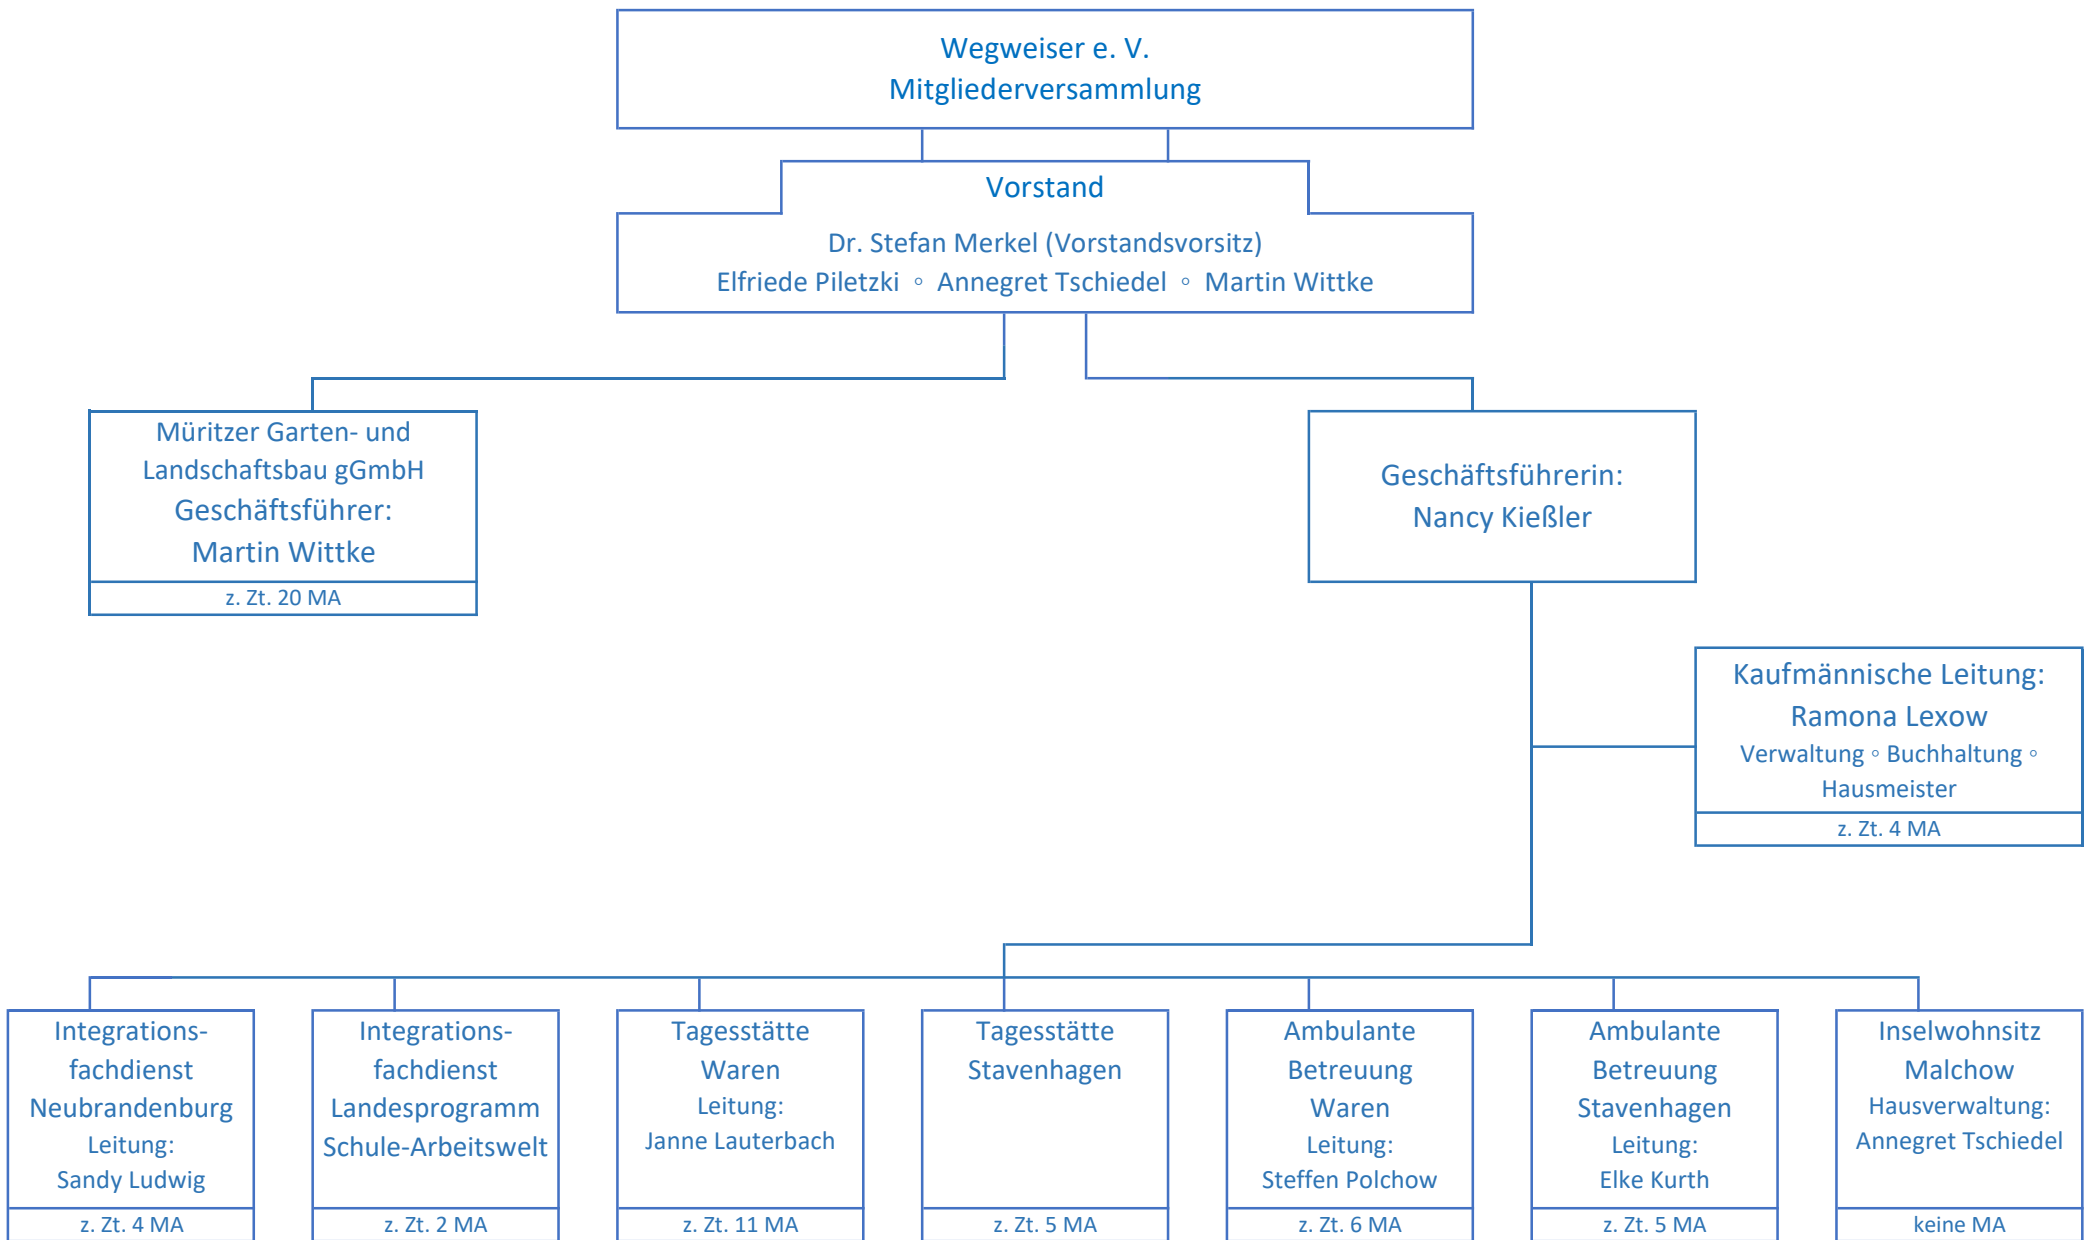 Wegweiser e. V.
Mitgliederversammlung
Vorstand
Dr. Stefan Merkel (Vorstandsvorsitz)
Elfriede Piletzki ◦ Annegret Tschiedel ◦ Martin Wittke
Müritzer Garten- und
Landschaftsbau gGmbH
Geschäftsführer:
Martin Wittke
z. Zt. 20 MA
Geschäftsführerin:
Nancy Kießler
Kaufmännische Leitung:
Ramona Lexow
Verwaltung ◦ Buchhaltung ◦
Hausmeister
z. Zt. 4 MA
Integrations-
fachdienst
Neubrandenburg
Leitung:
Sandy Ludwig
z. Zt. 4 MA
Integrations-
fachdienst
Landesprogramm
Schule-Arbeitswelt
z. Zt. 2 MA
Tagesstätte
Waren
Leitung:
Janne Lauterbach
z. Zt. 11 MA
Tagesstätte
Stavenhagen
z. Zt. 5 MA
Ambulante
Betreuung
Waren
Leitung:
Steffen Polchow
z. Zt. 6 MA
Ambulante
Betreuung
Stavenhagen
Leitung:
Elke Kurth
z. Zt. 5 MA
Inselwohnsitz
Malchow
Hausverwaltung:
Annegret Tschiedel
keine MA